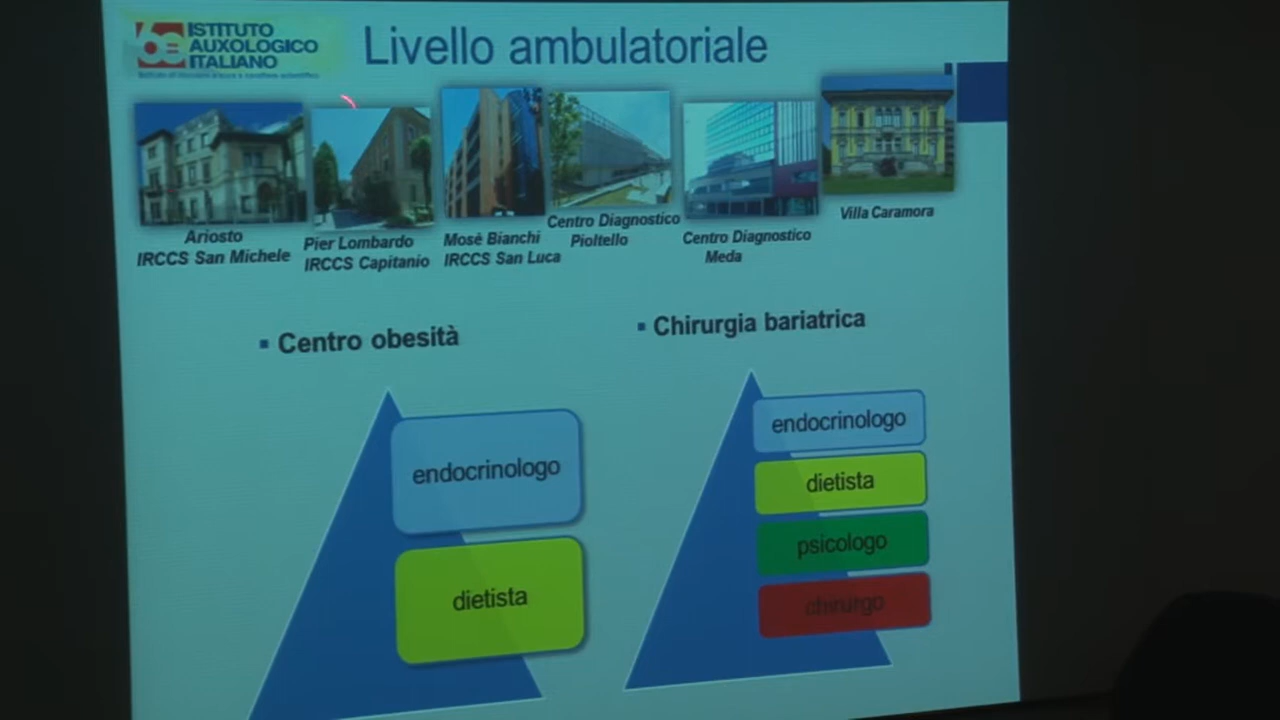 ISTITUTO
AUXOLOGICO
ITALIANO
Livello ambulatoriale
Ariosto
IRCCS San Michele
Pier Lombardo
IRCCS Capitanio
Mosè Bianchi
IRCCS San Luca
Centro Diagnostico
Pioltello
Centro Diagnostico
Meda
Villa Caramora
▪ Centro obesità
endocrinologo
dietista
▪ Chirurgia bariatrica
endocrinologo
dietista
psicologo
chirurgo